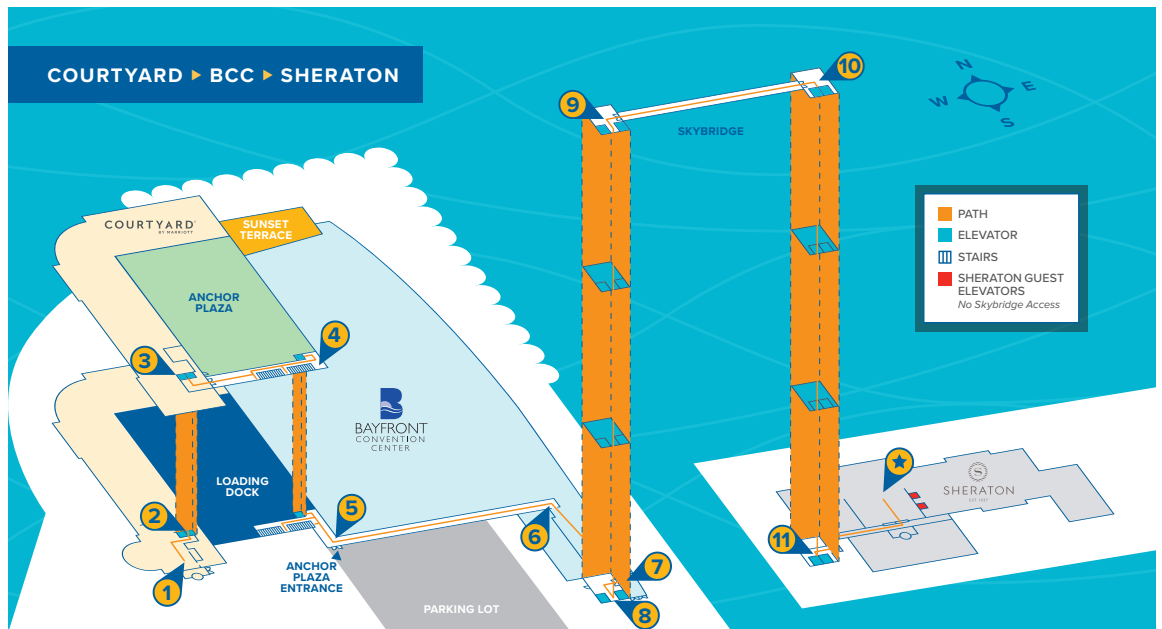 COURTYARD ▸ BCC ▸ SHERATON
9
10
SKYBRIDGE
N
W
E
S
PATH
ELEVATOR
STAIRS
SHERATON GUEST
ELEVATORS
No Skybridge Access
COURTYARD
BY MARRIOTT
SUNSET
TERRACE
ANCHOR
PLAZA
3
4
B
BAYFRONT
CONVENTION
CENTER
LOADING
DOCK
2
5
6
1
ANCHOR
PLAZA
ENTRANCE
PARKING LOT
7
8
S
SHERATON
EST 1937
11